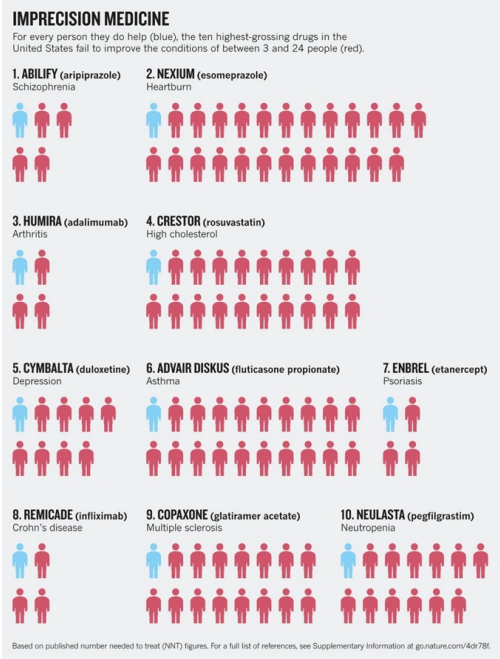 IMPRECISION MEDICINE
For every person they do help (blue), the ten highest-grossing drugs in the
United States fail to improve the conditions of between 3 and 24 people (red).
1. ABILIFY (aripiprazole)
Schizophrenia
2. NEXIUM (esomeprazole)
Heartburn
3. HUMIRA (adalimumab)
Arthritis
4. CRESTOR (rosuvastatin)
High cholesterol
5. CYMBALTA (duloxetine)
Depression
6. ADVAIR DISKUS (fluticasone propionate)
Asthma
7. ENBREL (etanercept)
Psoriasis
8. REMICADE (infliximab)
Crohn's disease
9. COPAXONE (glatiramer acetate)
Multiple sclerosis
10. NEULASTA (pegfilgrastim)
Neutropenia
Based on published number needed to treat (NNT) figures. For a full list of references, see Supplementary Information at go.nature.com/4dr78f.